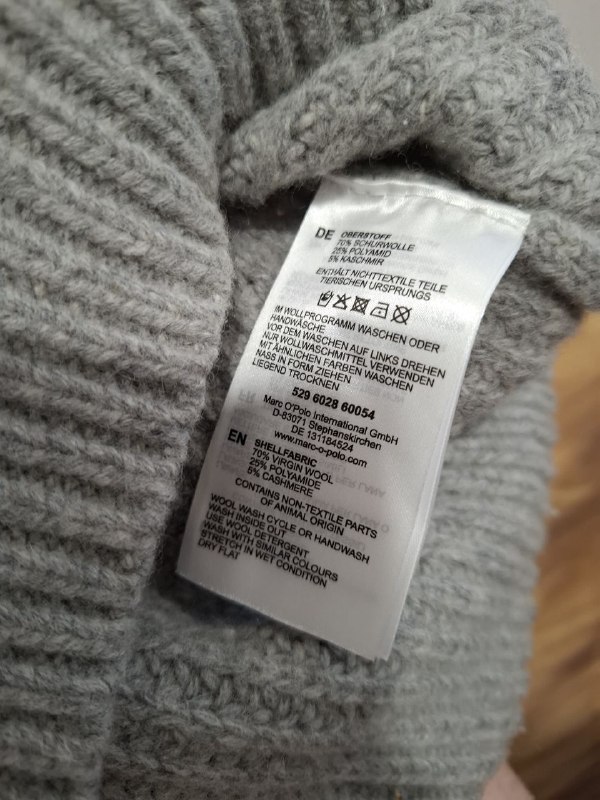 DE OBERSTOFF
70% SCHURWOLLE
25% POLYAMID
5% KASCHMIR
ENTHÄLT NICHTTEXTILE TEILE
TIERISCHEN URSPRUNGS
IM WOLLPROGRAMM WASCHEN ODER
HANDWÄSCHE
VOR DEM WASCHEN AUF LINKS DREHEN
NUR WOLLWASCHMITTEL VERWENDEN
MIT ÄHNLICHEN FARBEN WASCHEN
NASS IN FORM ZIEHEN
LIEGEND TROCKNEN
529 6028 60054
Marc O'Polo International GmbH
D-83071 Stephanskirchen
DE 131184524
www.marc-o-polo.com
EN SHELLFABRIC
70% VIRGIN WOOL
25% POLYAMIDE
5% CASHMERE
CONTAINS NON-TEXTILE PARTS
OF ANIMAL ORIGIN
WOOL WASH CYCLE OR HANDWASH
WASH INSIDE OUT
USE WOOL DETERGENT
WASH WITH SIMILAR COLOURS
STRETCH IN WET CONDITION
DRY FLAT